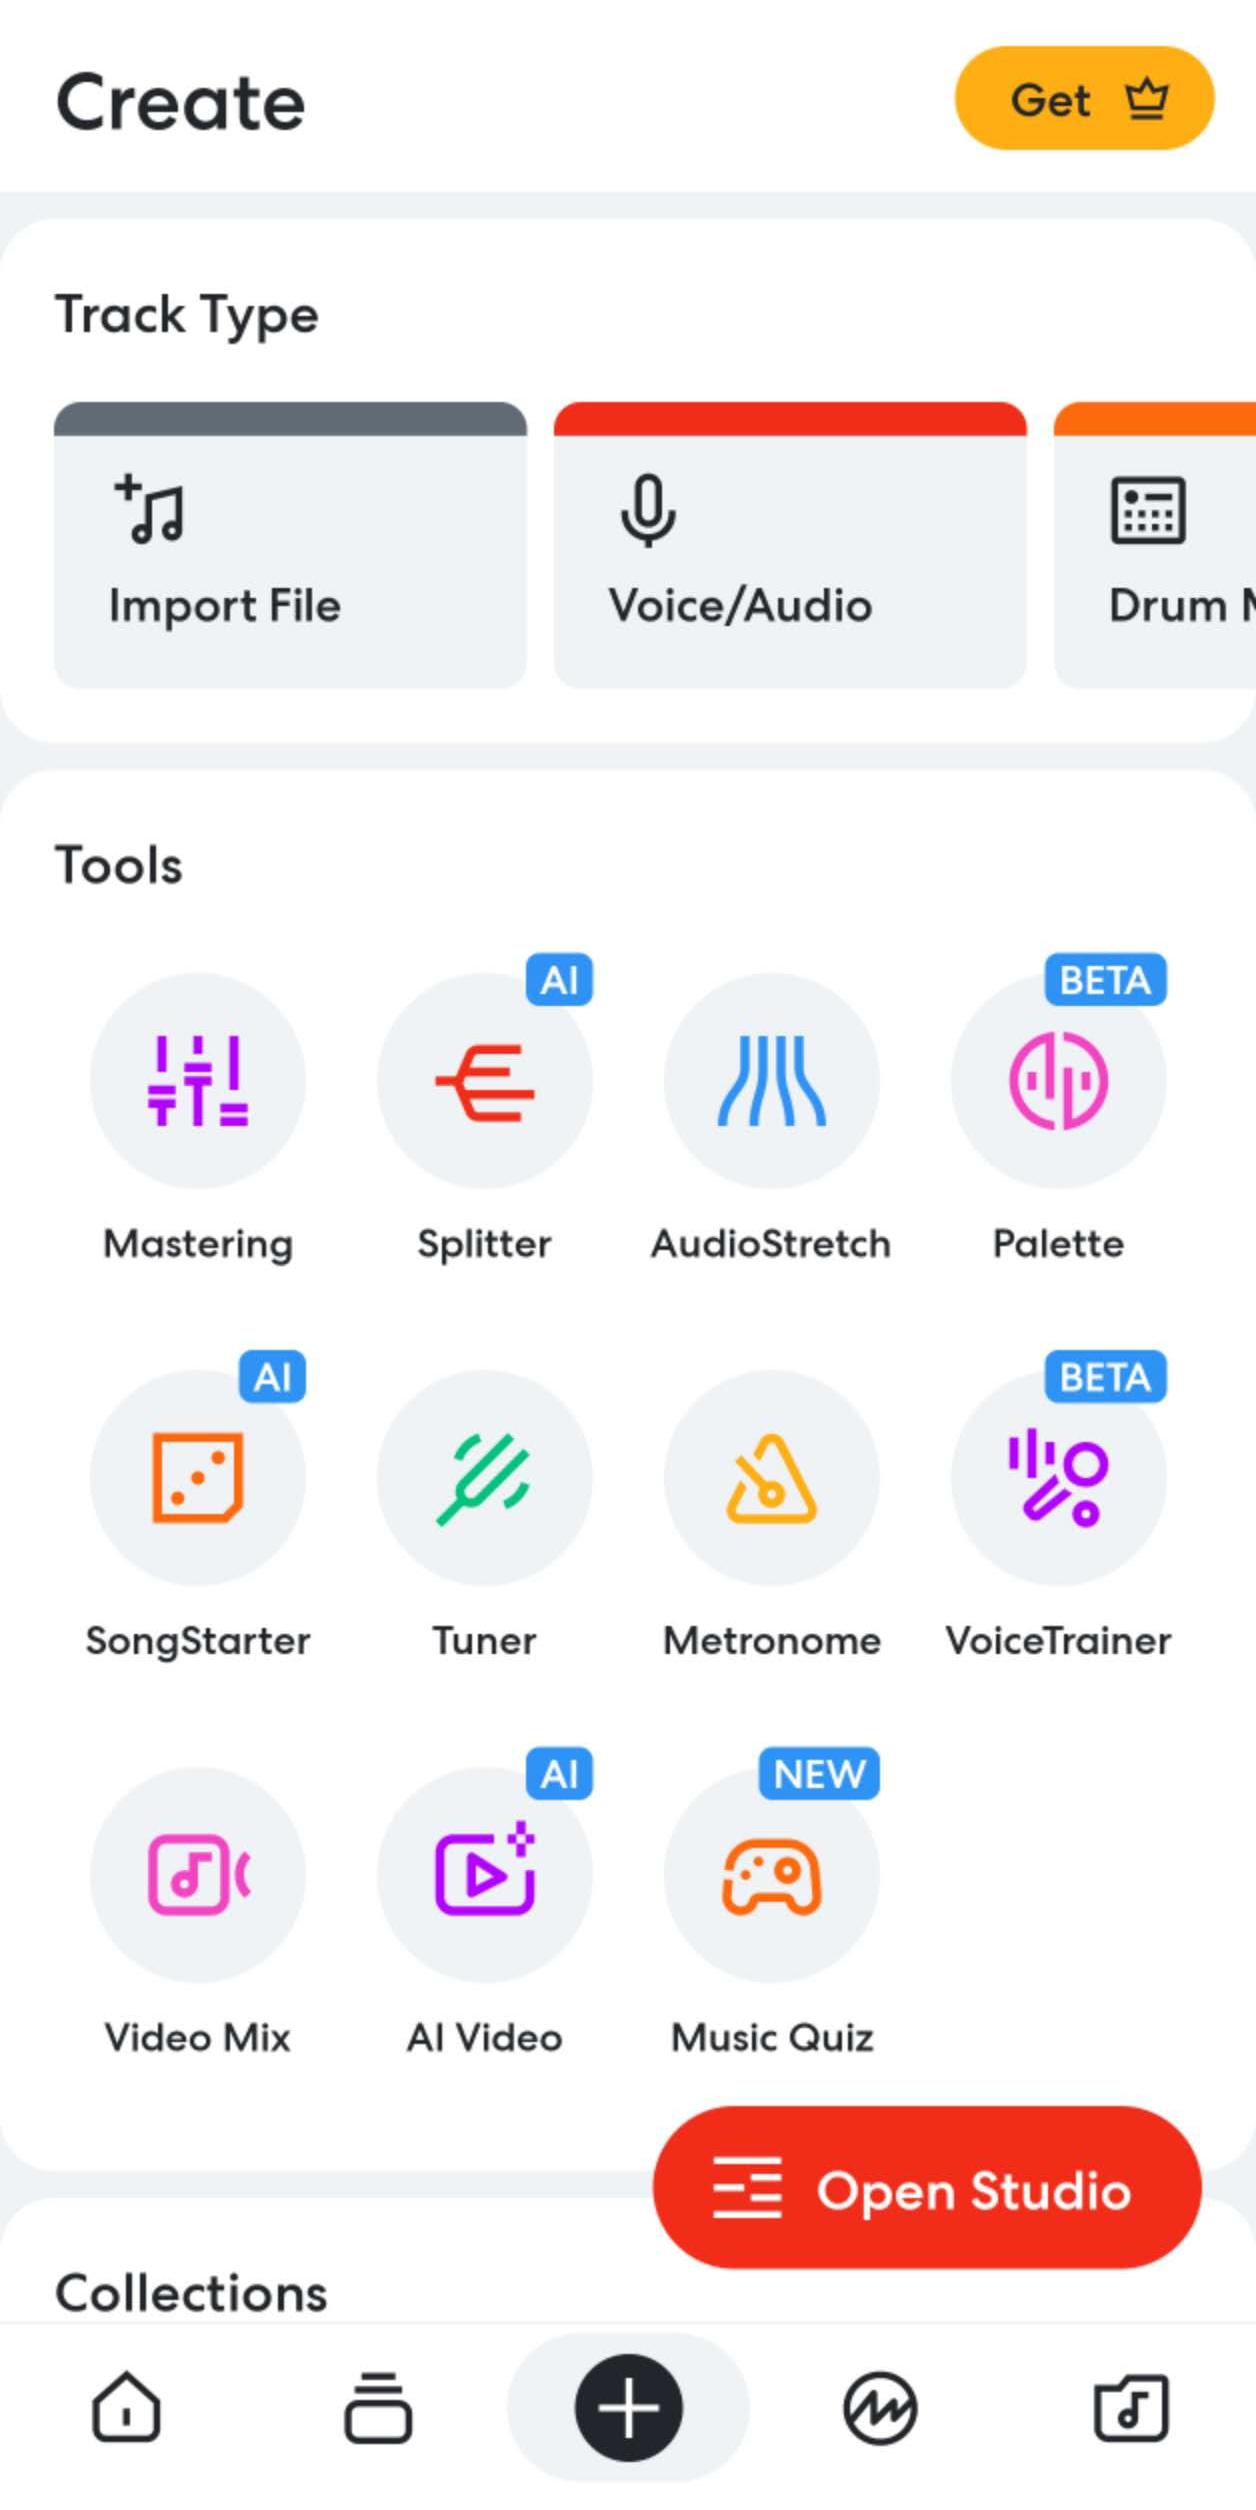 Create
Get
Track Type
Import File
Voice/Audio
Drum
Tools
AI
BETA
Mastering
Splitter
AudioStretch
Palette
AI
BETA
SongStarter
Tuner
Metronome
VoiceTrainer
AI
NEW
Video Mix
AI Video
Music Quiz
Open Studio
Collections